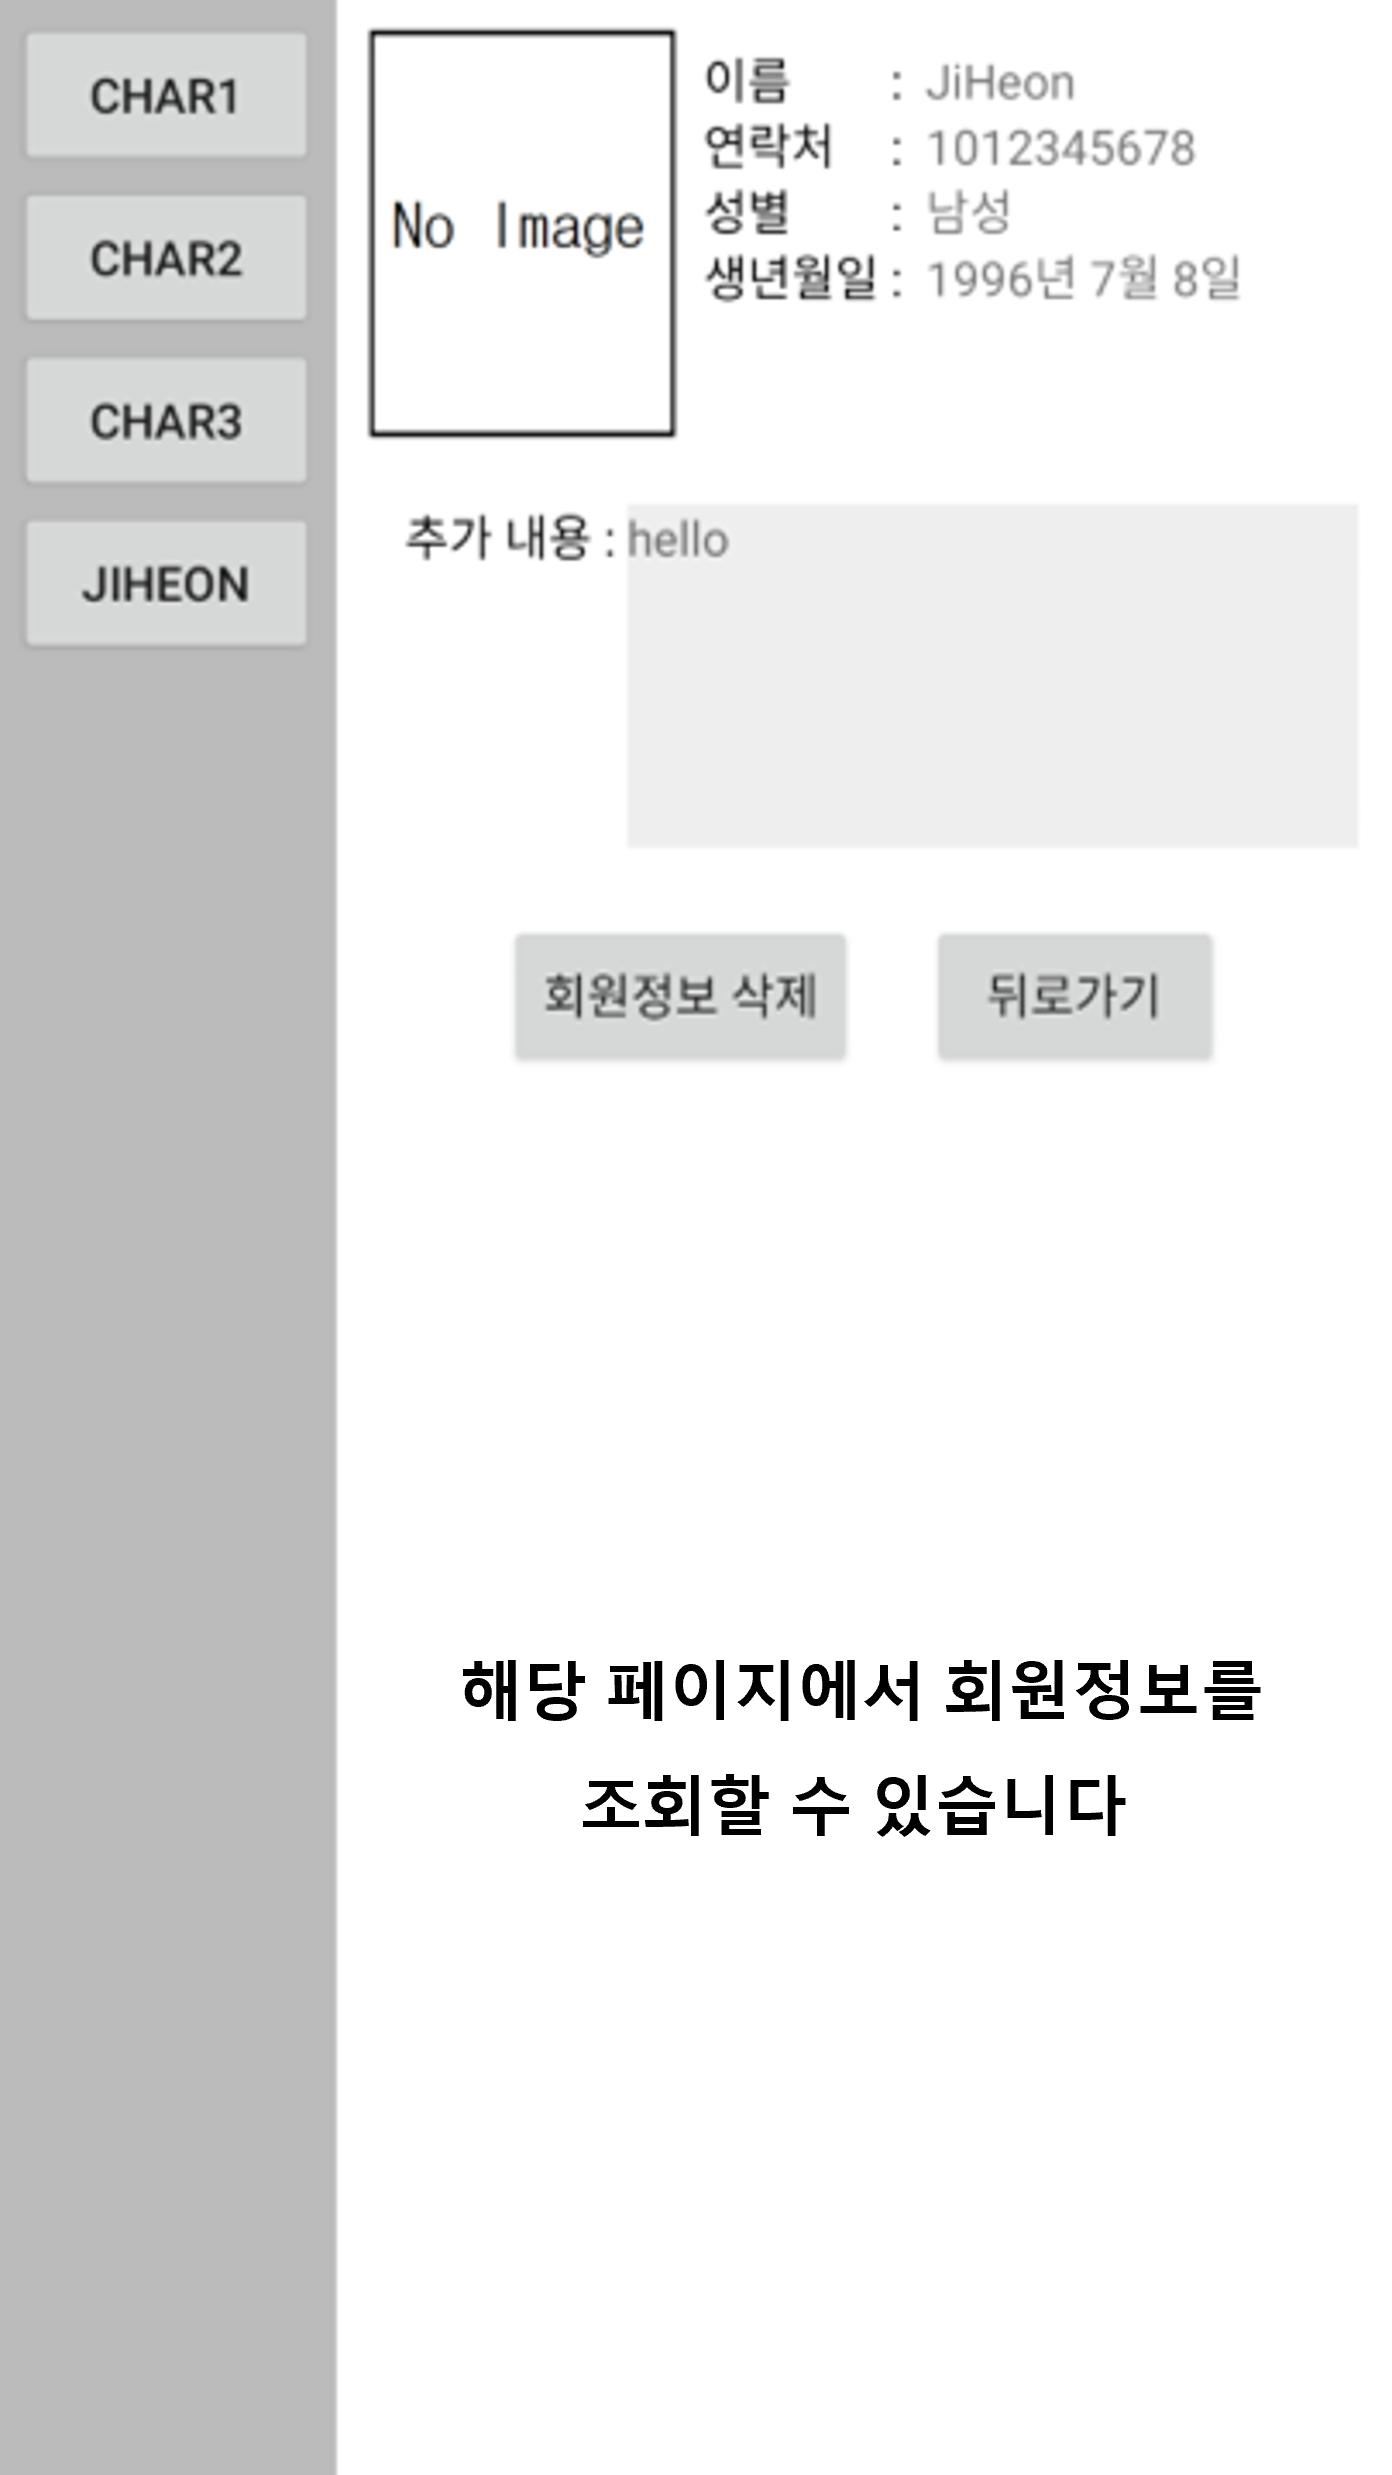 CHAR1
CHAR2
CHAR3
JIHEON
No Image
이름 : JiHeon
연락처 : 1012345678
성별 : 남성
생년월일 : 1996년 7월 8일
추가 내용 : hello
회원정보 삭제
뒤로가기
해당 페이지에서 회원정보를
조회할 수 있습니다